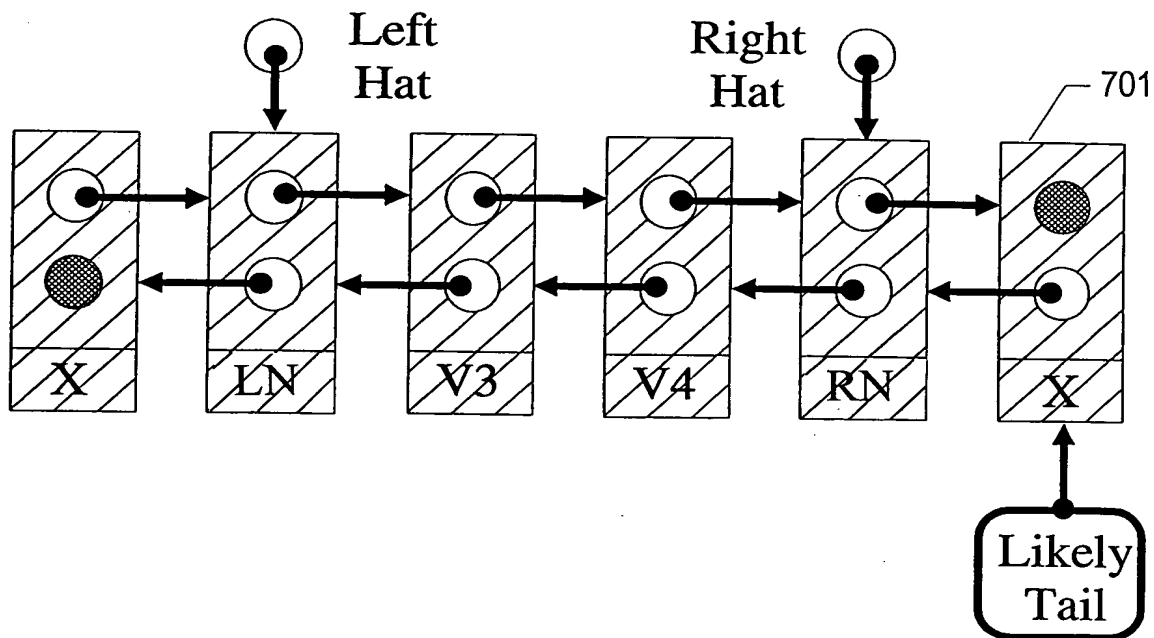 Left
Hat
Right
Hat
701
X
LN
V3
V4
RN
X
Likely
Tail